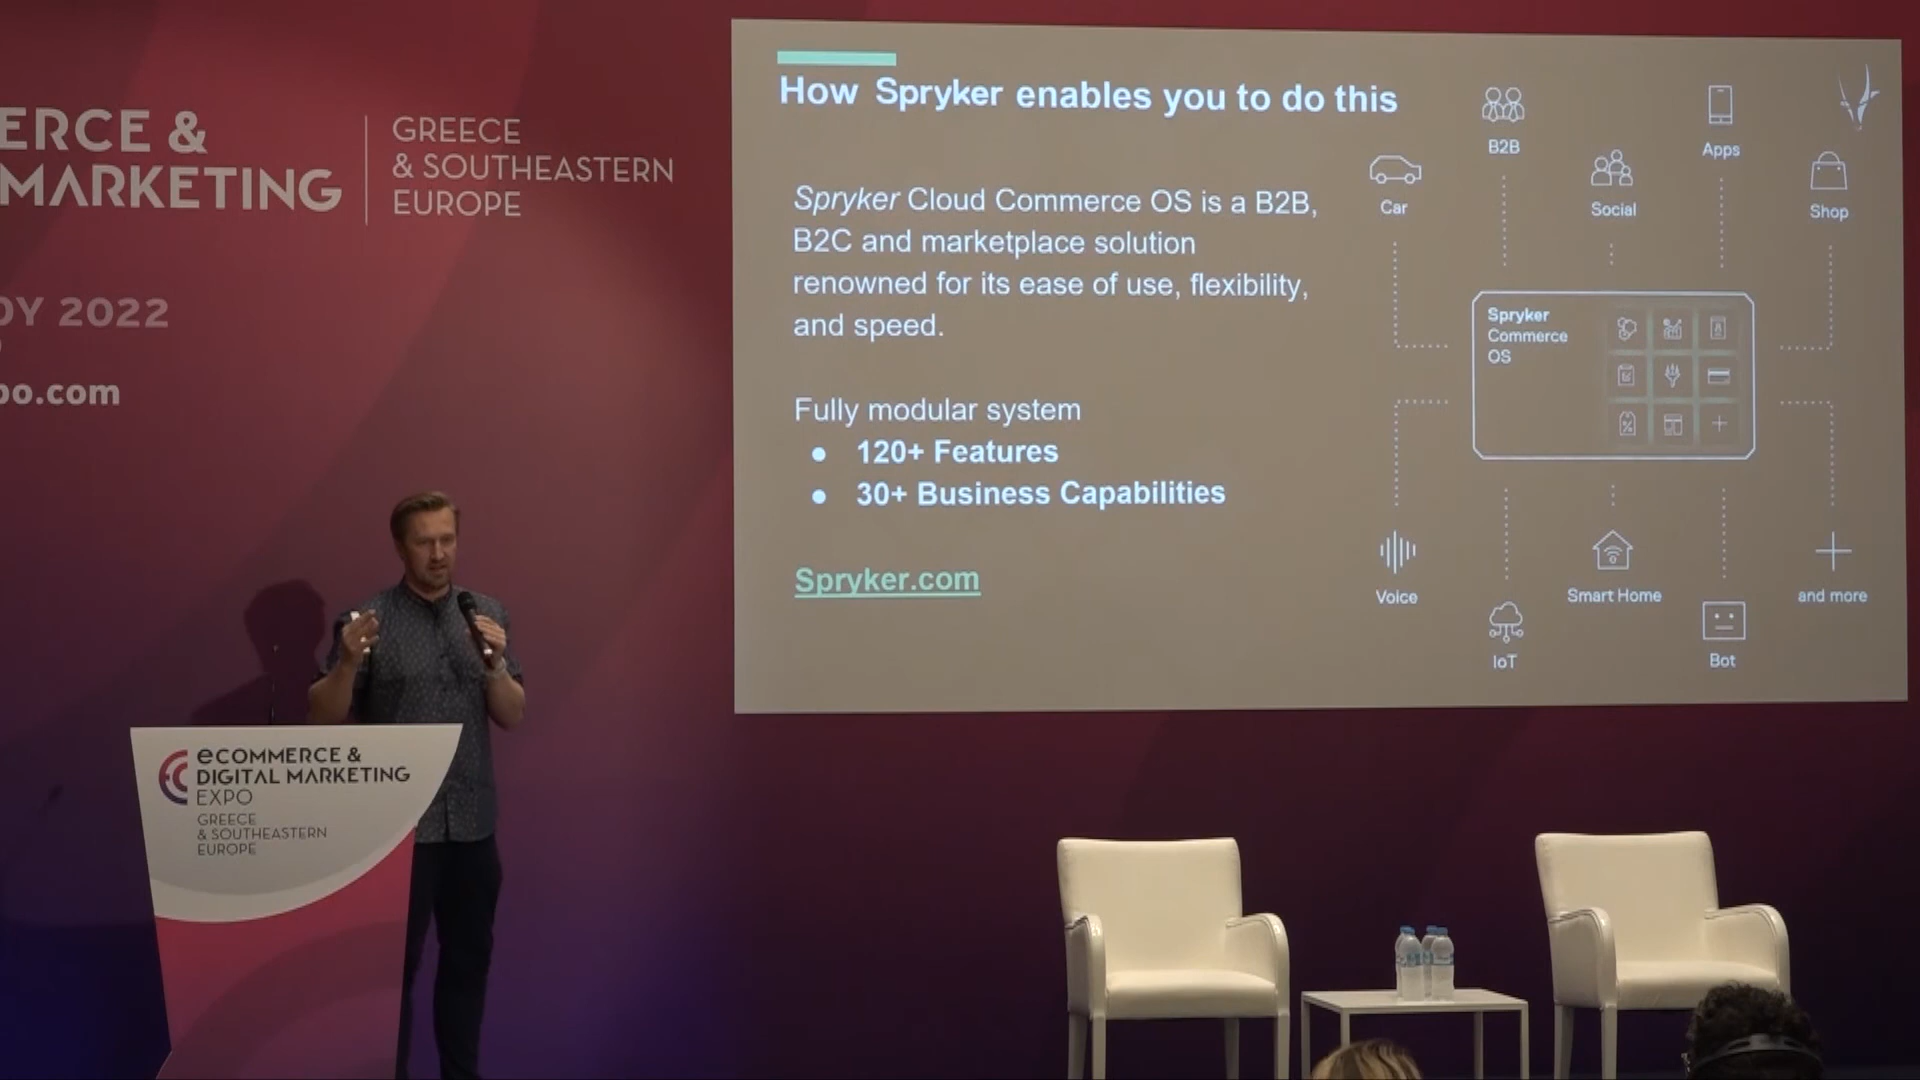 ERCE &
MARKETING
GREECE
& SOUTHEASTERN
EUROPE
2022
po.com
How Spryker enables you to do this
Spryker Cloud Commerce OS is a B2B,
B2C and marketplace solution
renowned for its ease of use, flexibility,
and speed.
Fully modular system
● 120+ Features
● 30+ Business Capabilities
Spryker.com
Car
B2B
Social
Apps
Shop
Spryker
Commerce
OS
Voice
IoT
Smart Home
Bot
and more
eCOMMERCE &
DIGITAL MARKETING
EXPO
GREECE
& SOUTHEASTERN
EUROPE